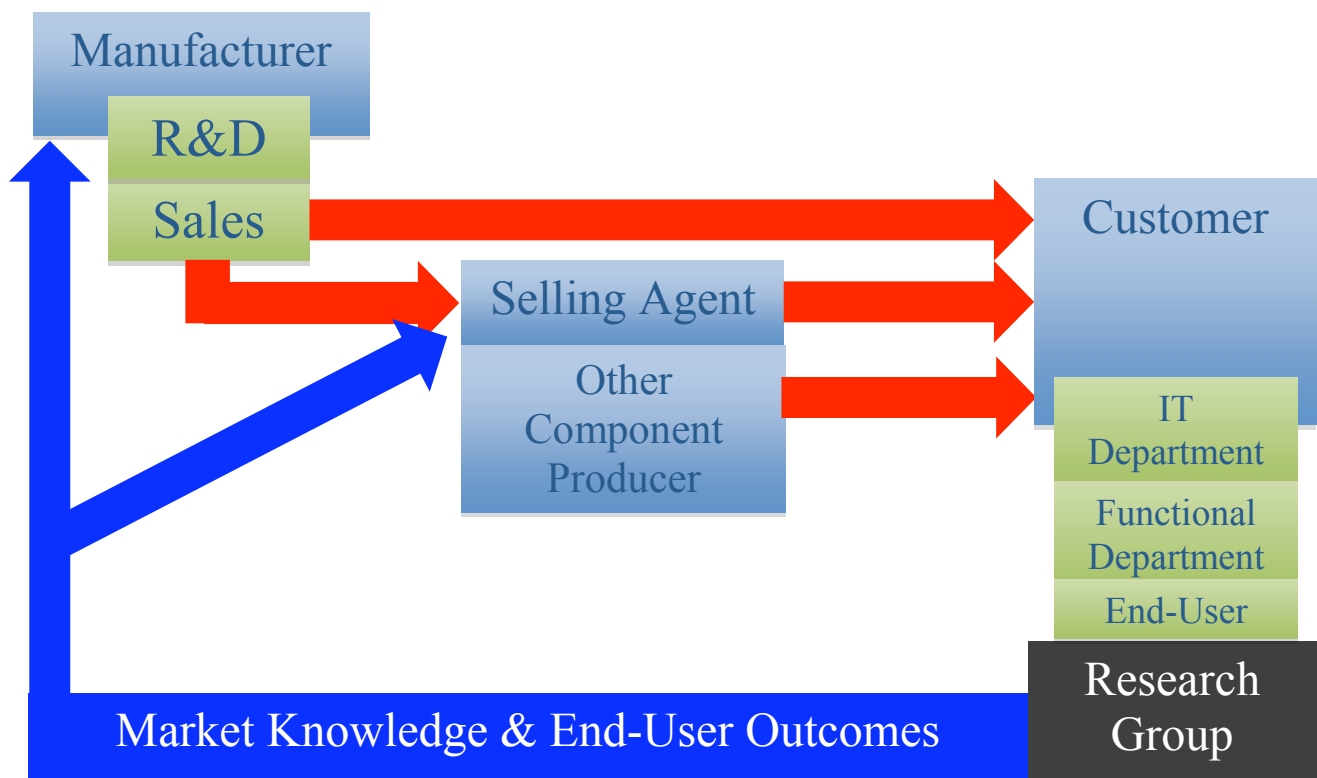 Manufacturer
R&D
Sales
Customer
Selling Agent
Other
Component
Producer
IT
Department
Functional
Department
End-User
Research
Group
Market Knowledge & End-User Outcomes